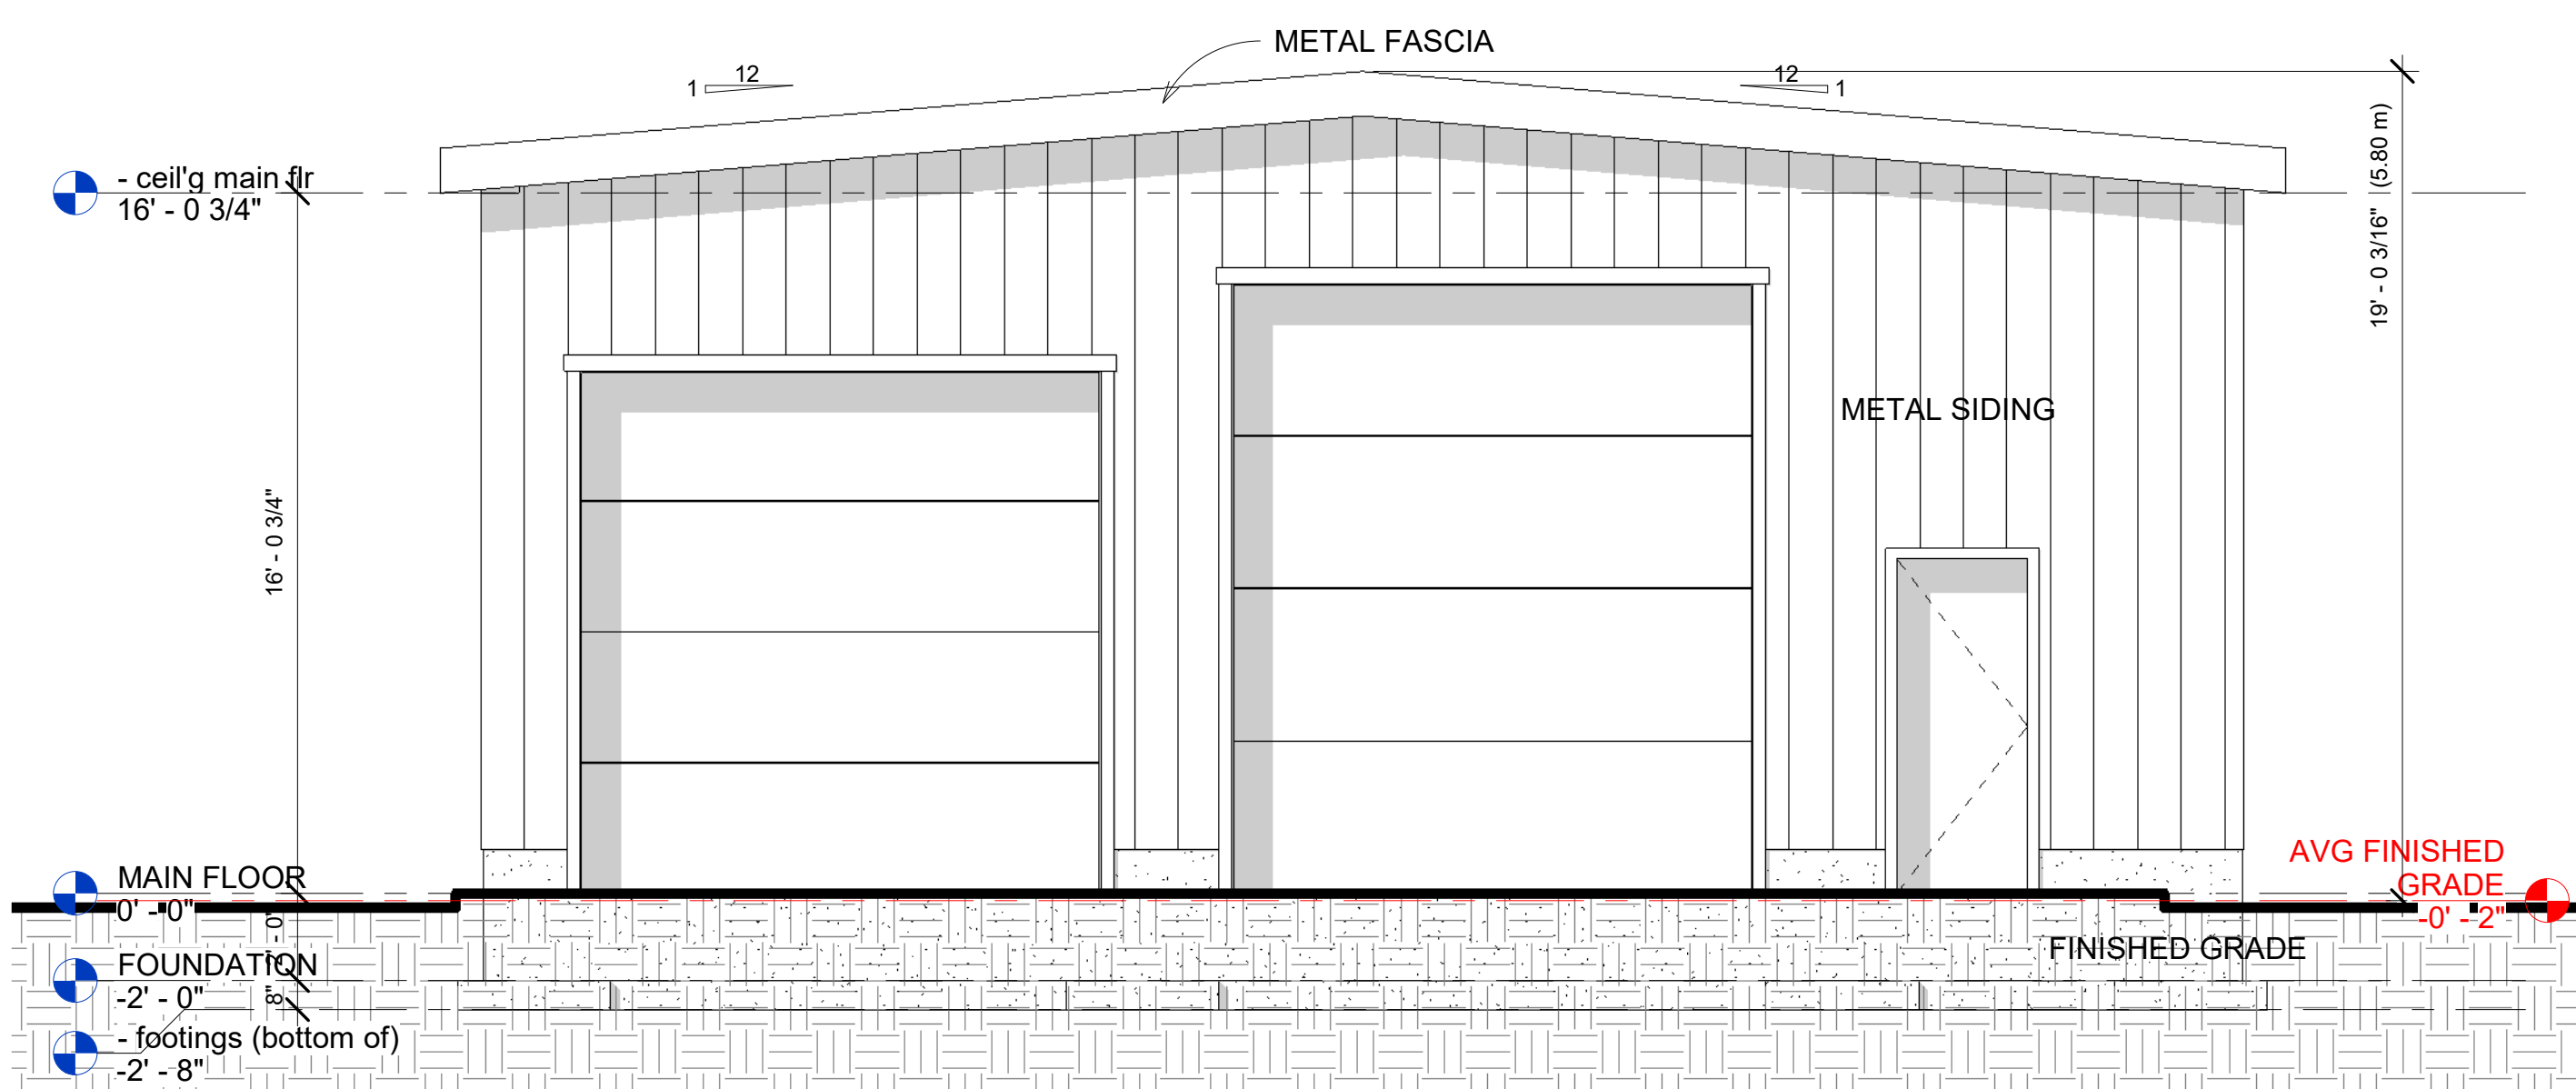 METAL FASCIA
1 12
12 1
- ceil'g main flr
16' - 0 3/4"
19' - 0 3/16" (5.80 m)
METAL SIDING
16' - 0 3/4"
AVG FINISHED
GRADE
-0' - 2"
MAIN FLOOR
0' - 0"
2' - 0"
FINISHED GRADE
FOUNDATION
-2' - 0"
8"
- footings (bottom of)
-2' - 8"